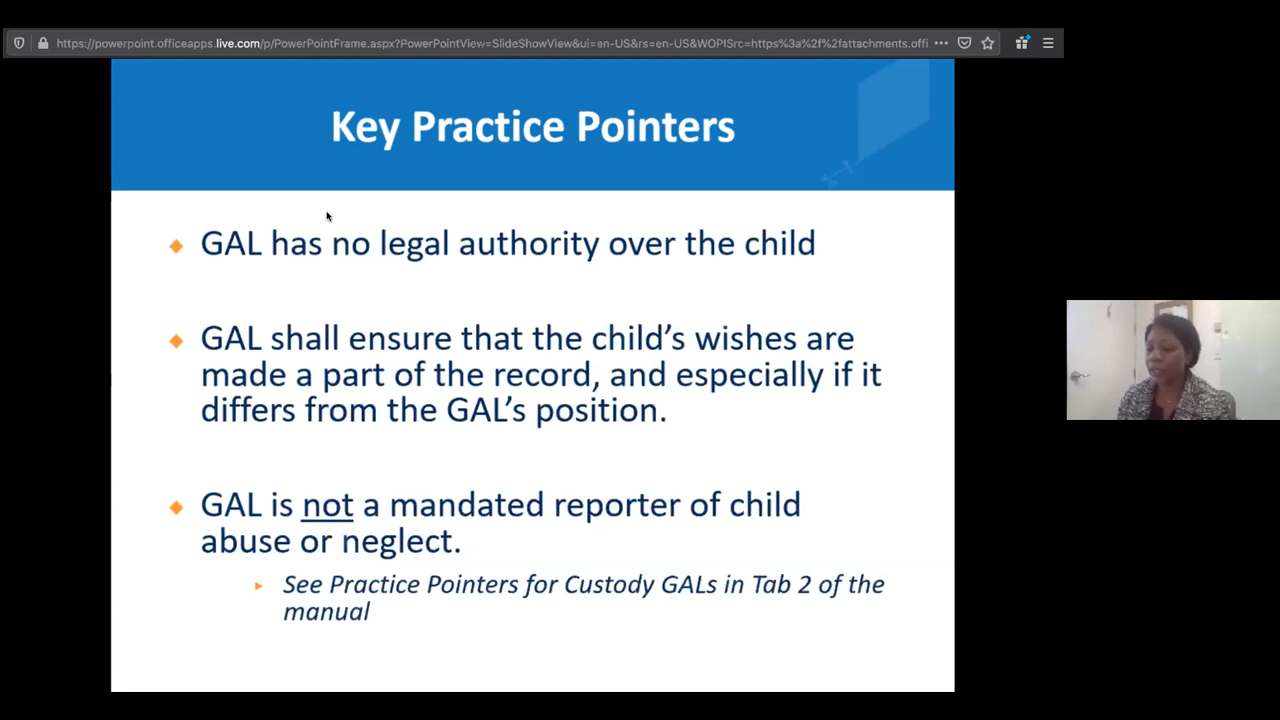 https://powerpoint.officeapps.live.com/p/PowerPointFrame.aspx?PowerPointView=SlideShowView&ui=en-US&rs=en-US&WOPISrc=https%3a%2f%2fattachments.offi
Key Practice Pointers
GAL has no legal authority over the child
GAL shall ensure that the child’s wishes are
made a part of the record, and especially if it
differs from the GAL’s position.
GAL is not a mandated reporter of child
abuse or neglect.
See Practice Pointers for Custody GALs in Tab 2 of the
manual